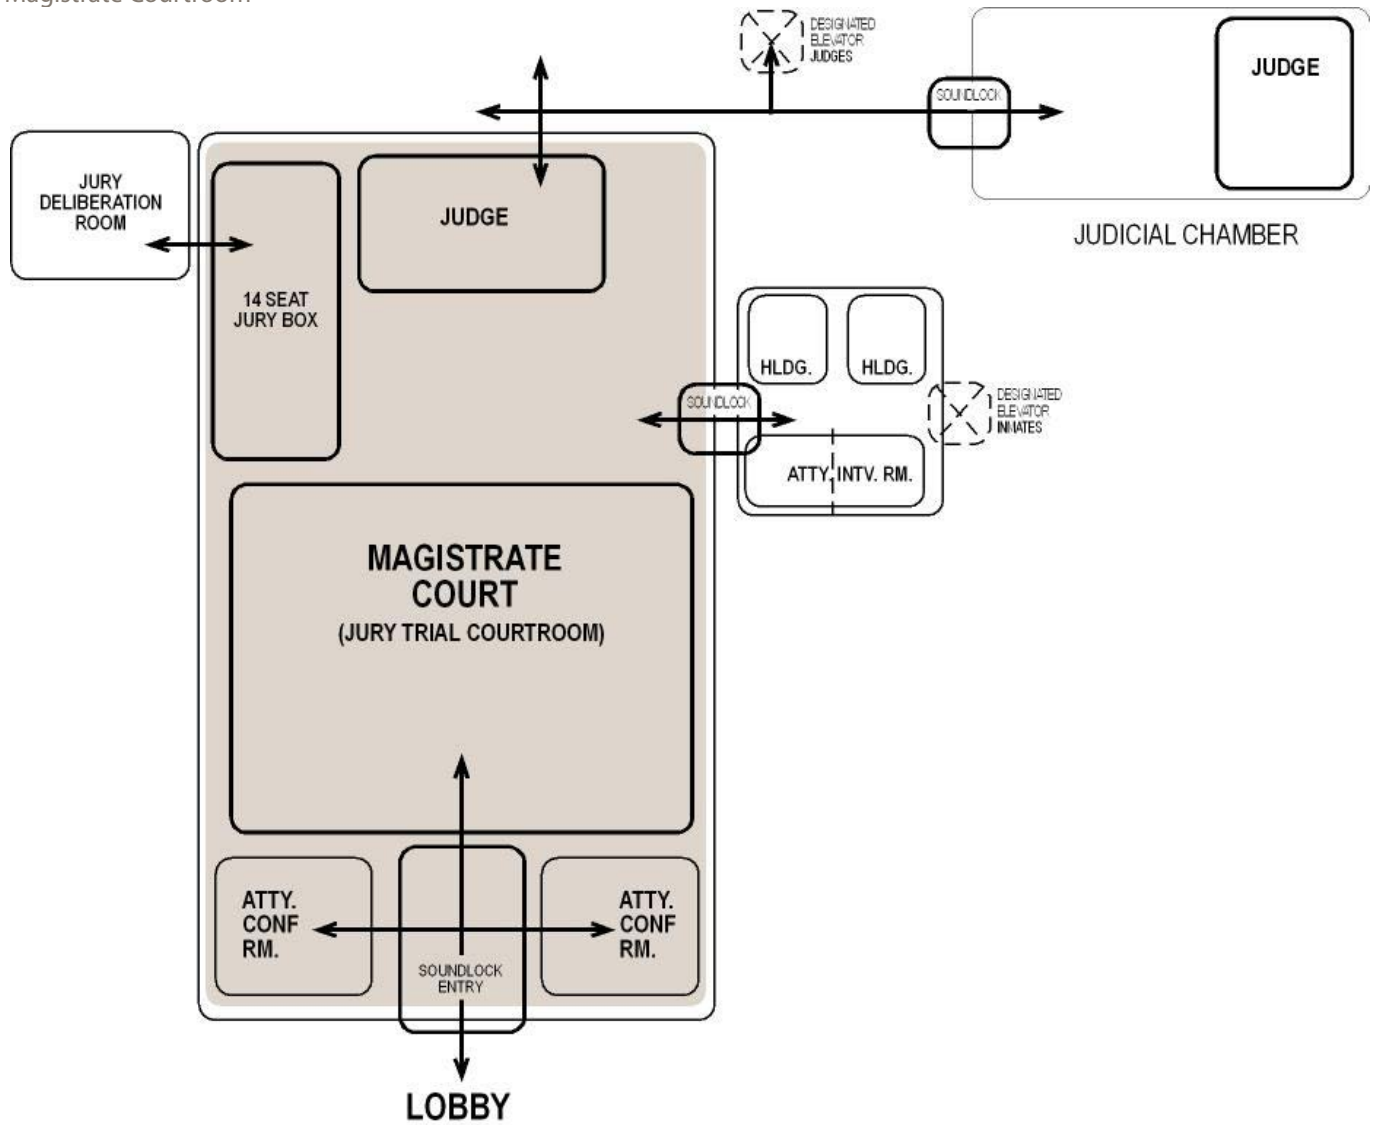 Magistrate Courtroom
DESIGNATED
ELEVATOR
JUDGES
SOUNDLOCK
JUDGE
JUDICIAL CHAMBER
JURY
DELIBERATION
ROOM
JUDGE
14 SEAT
JURY BOX
HLDG.
HLDG.
SOUNDLOCK
DESIGNATED
ELEVATOR
INMATES
ATTY. INTV. RM.
MAGISTRATE
COURT
(JURY TRIAL COURTROOM)
ATTY.
CONF
RM.
SOUNDLOCK
ENTRY
ATTY.
CONF
RM.
LOBBY